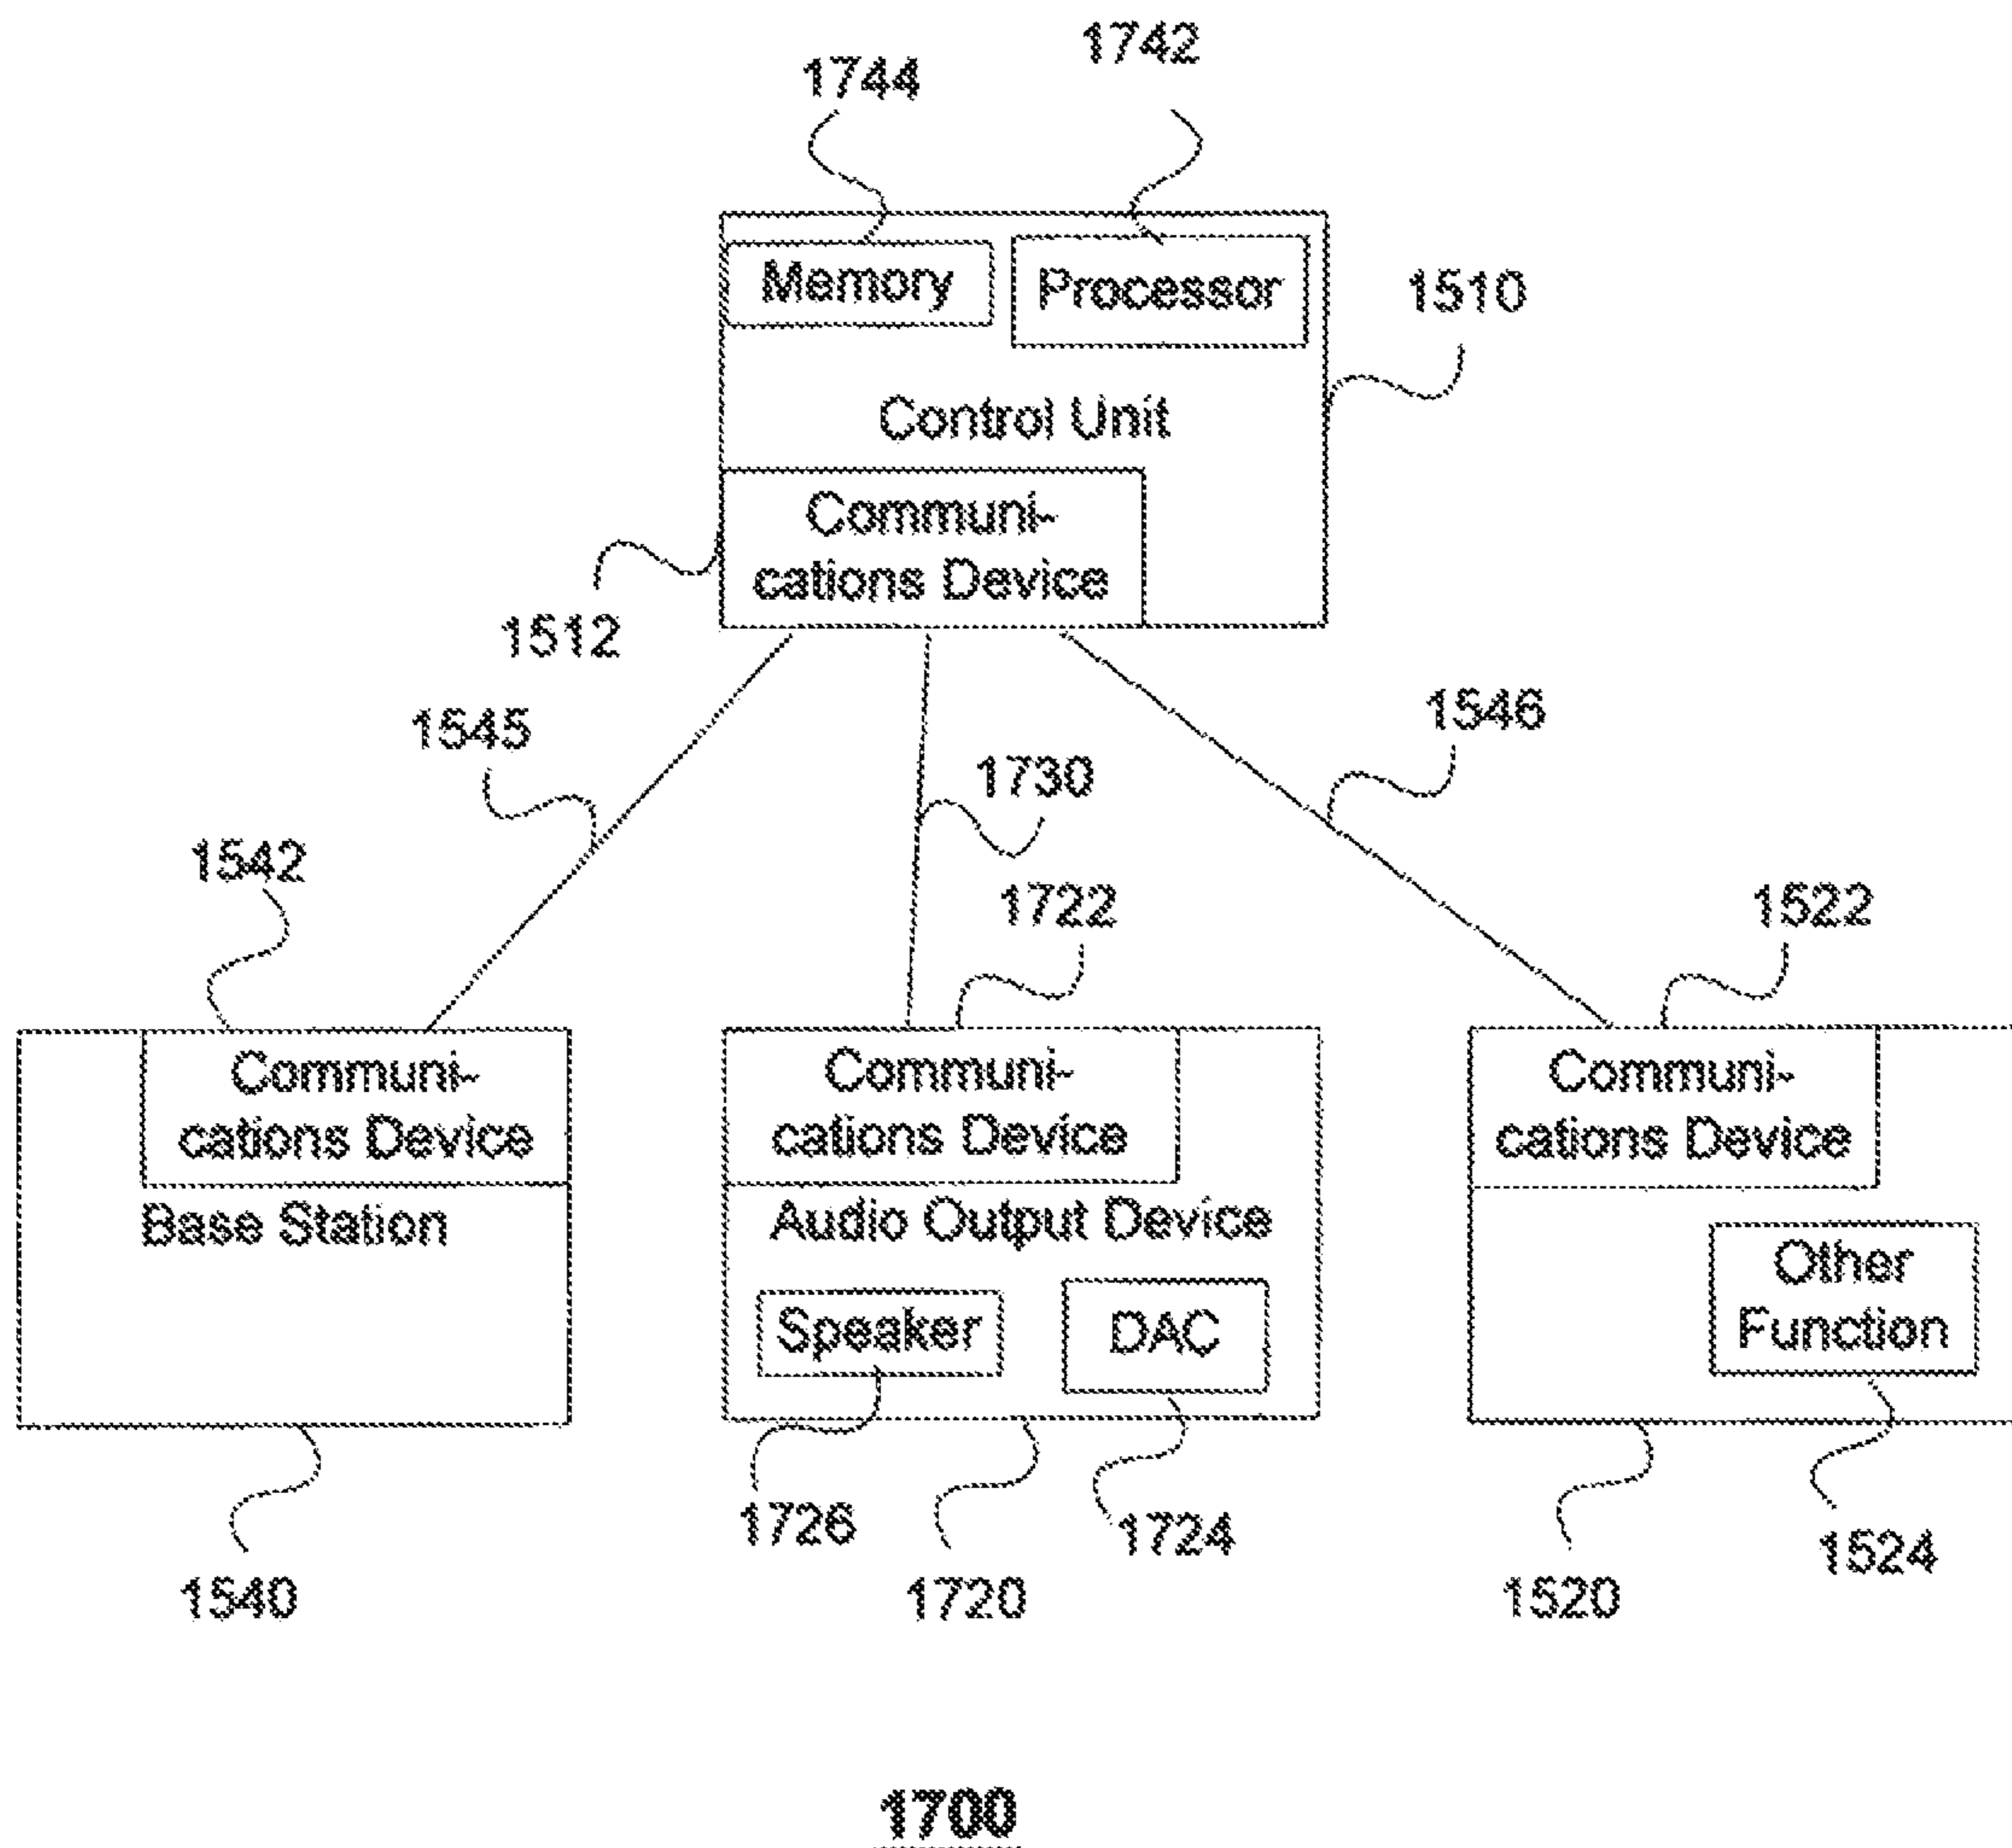 1742
1744
Memory
Processor
1510
Control Unit
Communi-
cations Device
1512
1545
1546
1730
1542
1722
1522
Communi-
cations Device
Base Station
Communi-
cations Device
Audio Output Device
Speaker
DAC
Communi-
cations Device
Other
Function
1726
1724
1524
1540
1720
1520
1700